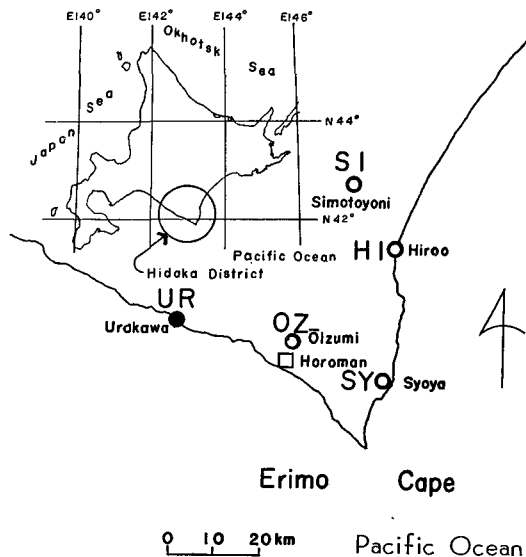 E140° E142° E144° E146°
Okhotsk
Sea
Japan Sea
N44°
N42°
Pacific Ocean
Hidaka District
SI
Simotoyoni
HI Hiroo
UR
Urakawa
OZ
Oizumi
Horoman
SY Syoya
Erimo Cape
0 10 20km
Pacific Ocean